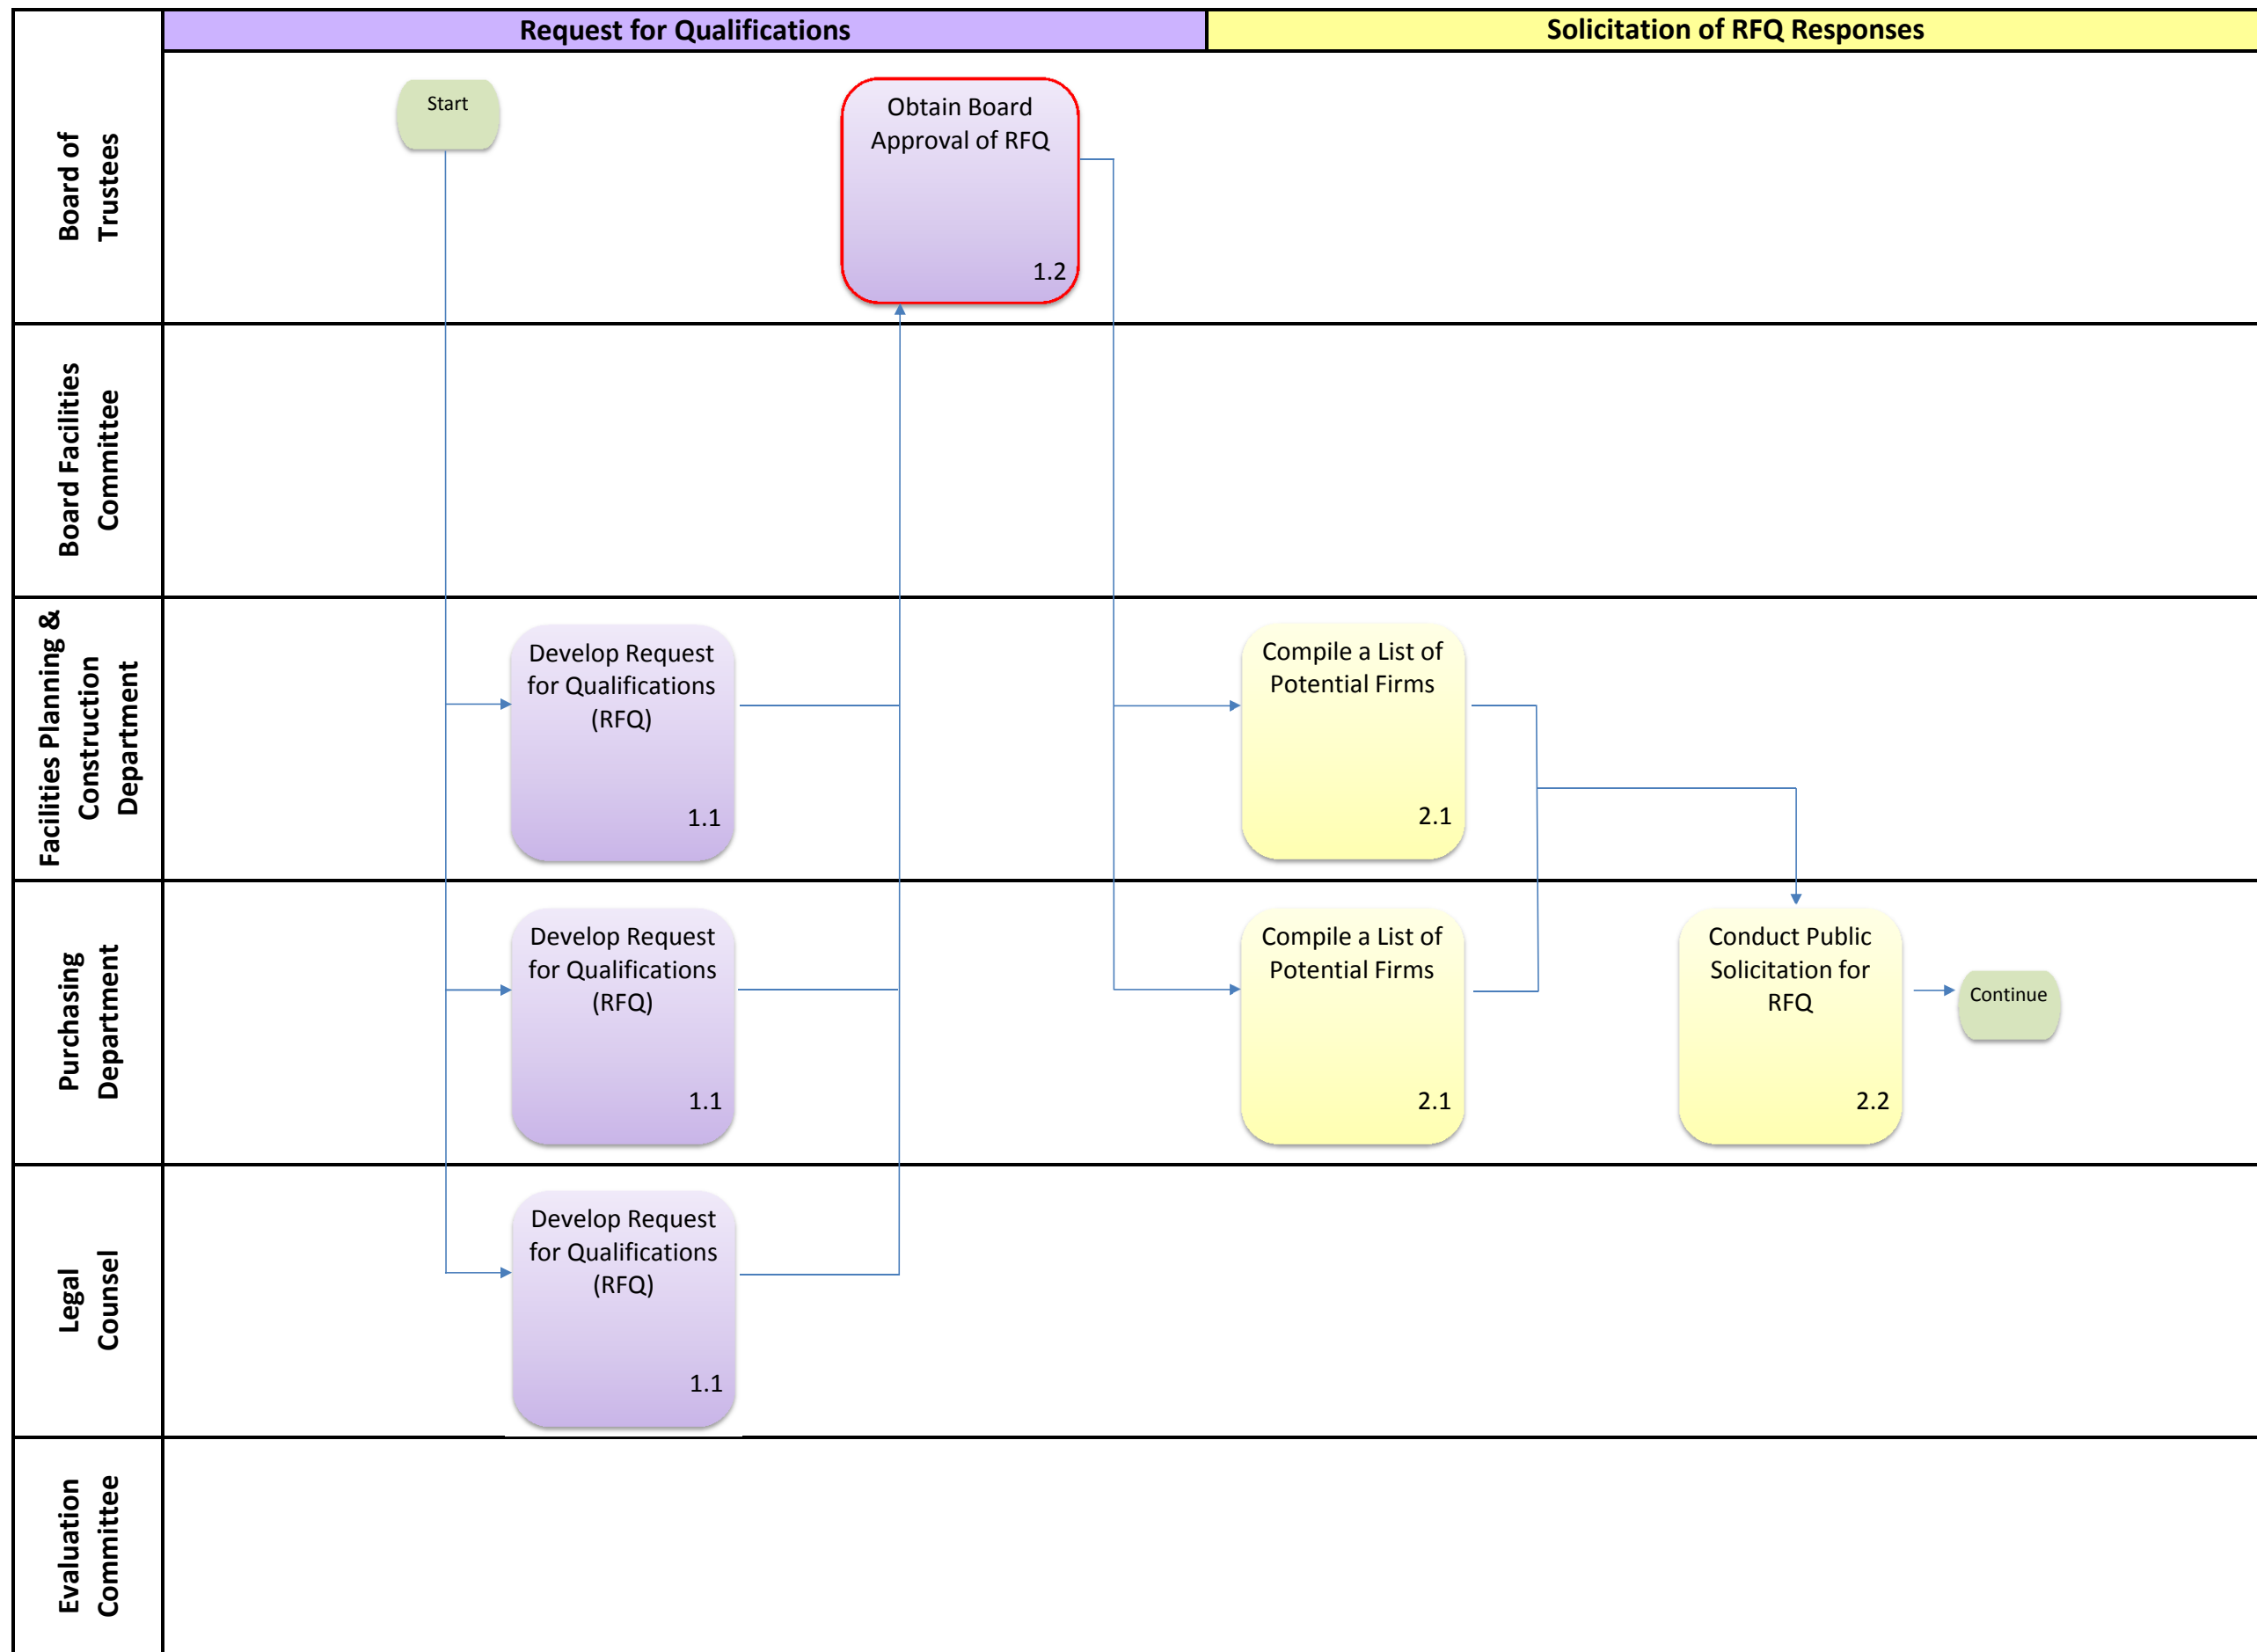 Request for Qualifications
Solicitation of RFQ Responses
Board of
Trustees
Start
Obtain Board
Approval of RFQ
1.2
Board Facilities
Committee
Facilities Planning &
Construction
Department
Develop Request
for Qualifications
(RFQ)
1.1
Compile a List of
Potential Firms
2.1
Purchasing
Department
Develop Request
for Qualifications
(RFQ)
1.1
Compile a List of
Potential Firms
2.1
Conduct Public
Solicitation for
RFQ
2.2
Continue
Legal
Counsel
Develop Request
for Qualifications
(RFQ)
1.1
Evaluation
Committee